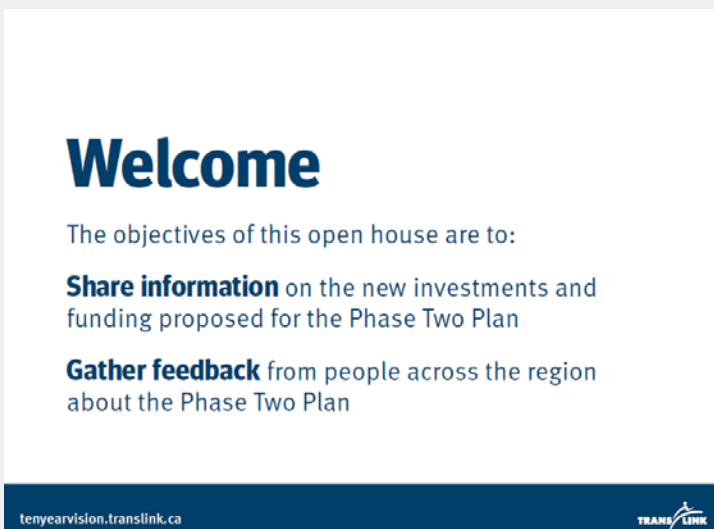 Welcome
The objectives of this open house are to:
Share information on the new investments and
funding proposed for the Phase Two Plan
Gather feedback from people across the region
about the Phase Two Plan
tenyearvision.translink.ca
TRANS LINK